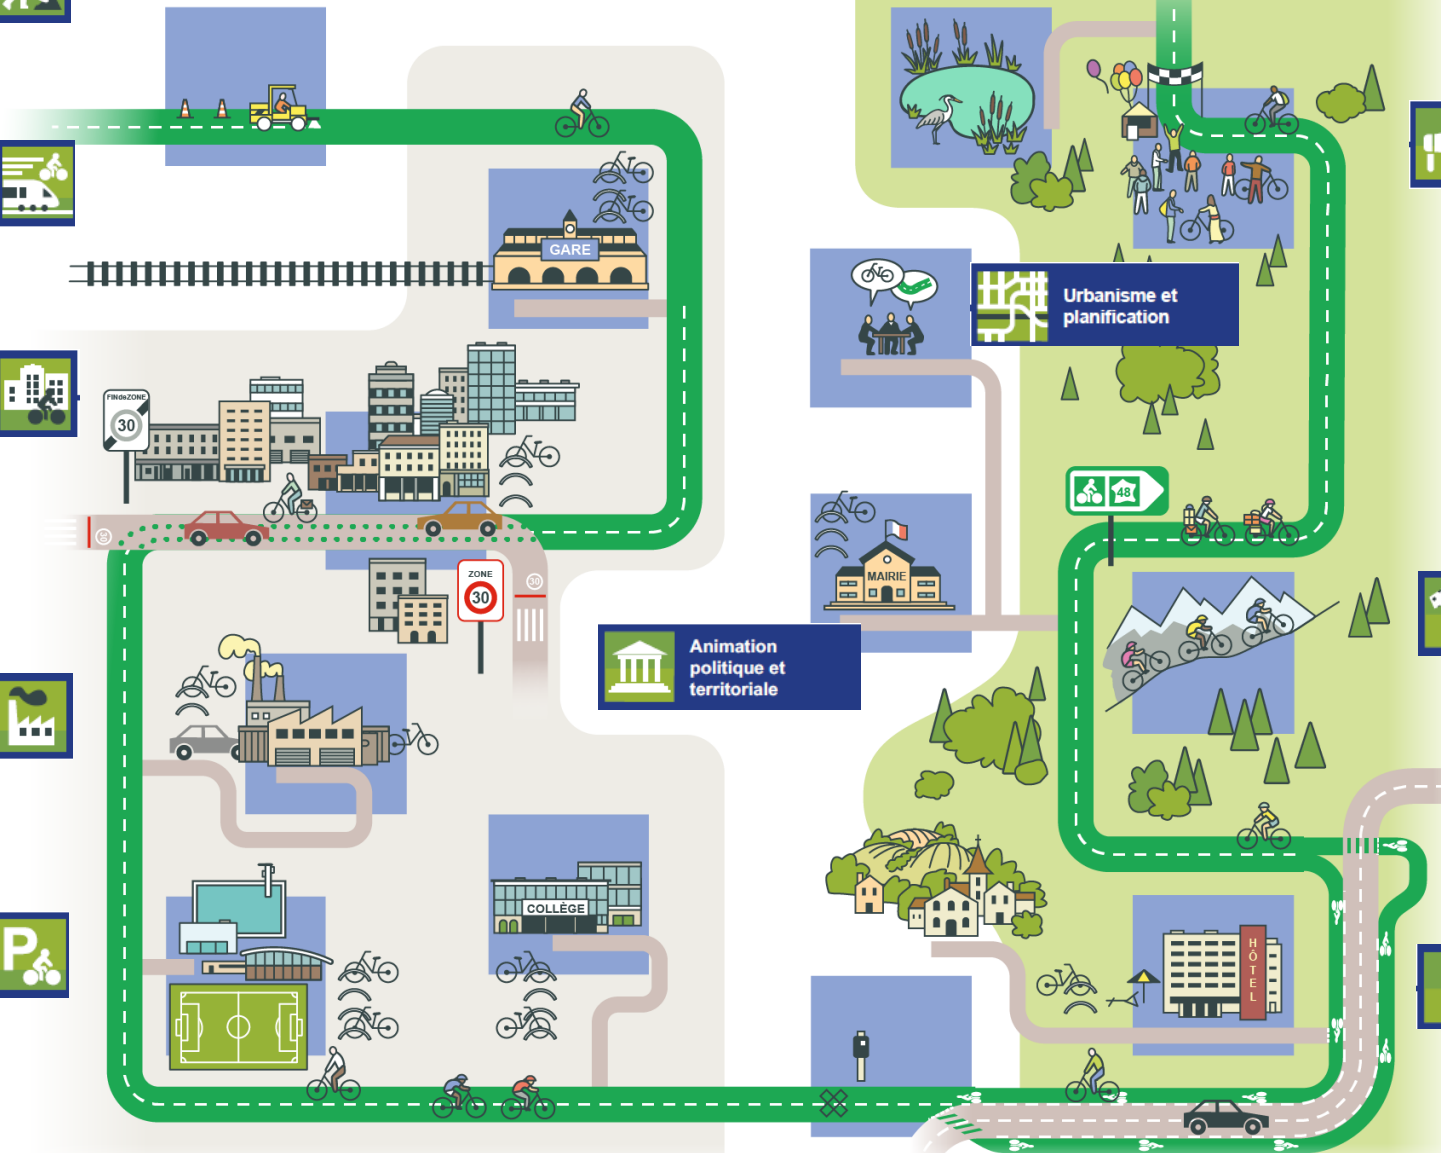 GARE
Urbanisme et
planification
FINdeZONE
30
48
30
MAIRIE
ZONE
30
30
Animation
politique et
territoriale
COLLÈGE
P
HÔTEL